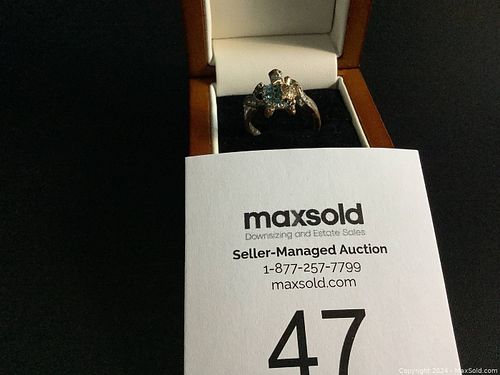 maxsold
Downsizing and Estate Sales
Seller-Managed Auction
1-877-257-7799
maxsold.com
47
Copyright 2024 - MaxSold.com